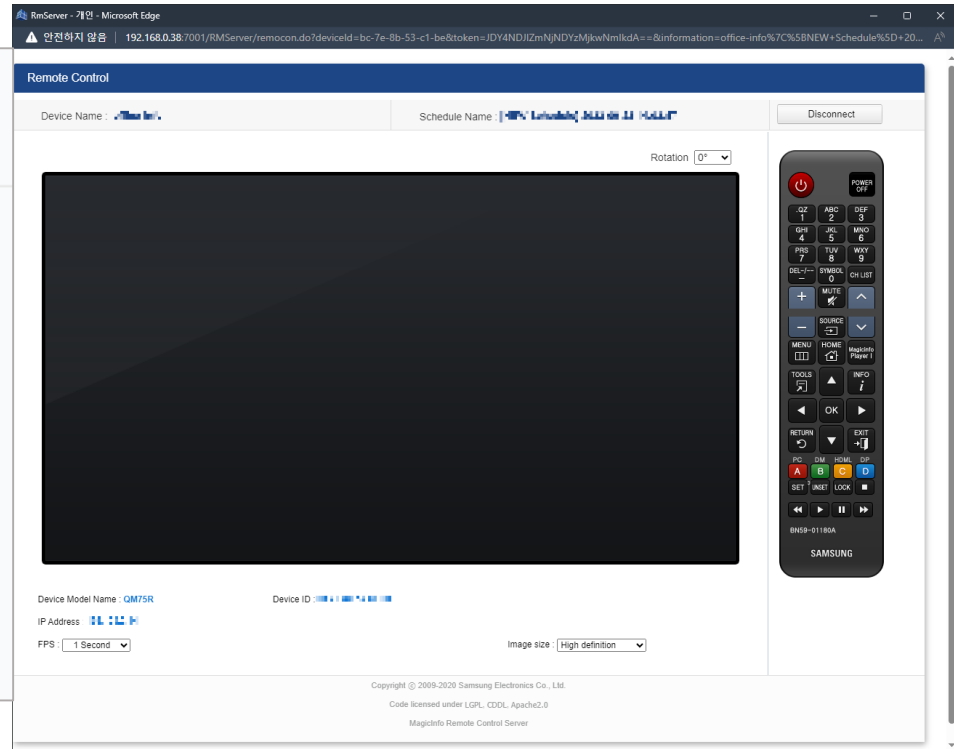 RmServer - 개인 - Microsoft Edge
안전하지 않음 | 192.168.0.38:7001/RMServer/remocon.do?deviceId=bc-7e-8b-53-c1-be&token=JDY4NDJlZmNjNDYzMjkwNmlkdA==&information=office-info%7C%5BNEW+Schedule%5D+20...
Remote Control
Device Name :
Schedule Name :
Disconnect
Rotation 0°
POWER OFF
.QZ 1 ABC 2 DEF 3
GHI 4 JKL 5 MNO 6
PRS 7 TUV 8 WXY 9
DEL-/-- – SYMBOL 0 CH LIST
+ MUTE
– SOURCE
MENU HOME MagicInfo Player I
TOOLS INFO i
OK
RETURN EXIT
PC DM HDML DP
A B C D
SET UNSET LOCK
BN59-01180A
SAMSUNG
Device Model Name : QM75R
Device ID :
IP Address
FPS : 1 Second
Image size : High definition
Copyright ⓒ 2009-2020 Samsung Electronics Co., Ltd.
Code licensed under LGPL, CDDL, Apache2.0
MagicInfo Remote Control Server